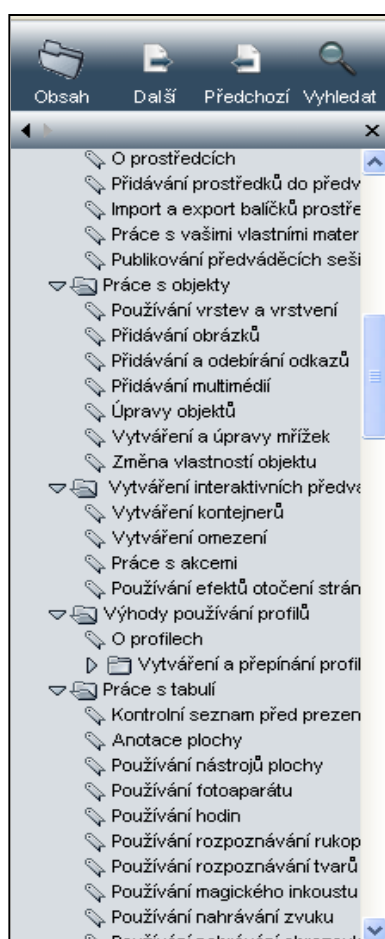 Obsah Další Předchozí Vyhledat
O prostředcích
Přidávání prostředků do předv
Import a export balíčků prostře
Práce s vašimi vlastními mater
Publikování předváděcích seši
Práce s objekty
Používání vrstev a vrstvení
Přidávání obrázků
Přidávání a odebírání odkazů
Přidávání multimédií
Úpravy objektů
Vytváření a úpravy mřížek
Změna vlastností objektu
Vytváření interaktivních předvá
Vytváření kontejnerů
Vytváření omezení
Práce s akcemi
Používání efektů otočení strán
Výhody používání profilů
O profilech
Vytváření a přepínání profil
Práce s tabulí
Kontrolní seznam před prezen
Anotace plochy
Používání nástrojů plochy
Používání fotoaparátu
Používání hodin
Používání rozpoznávání rukop
Používání rozpoznávání tvarů
Používání magického inkoustu
Používání nahrávání zvuku